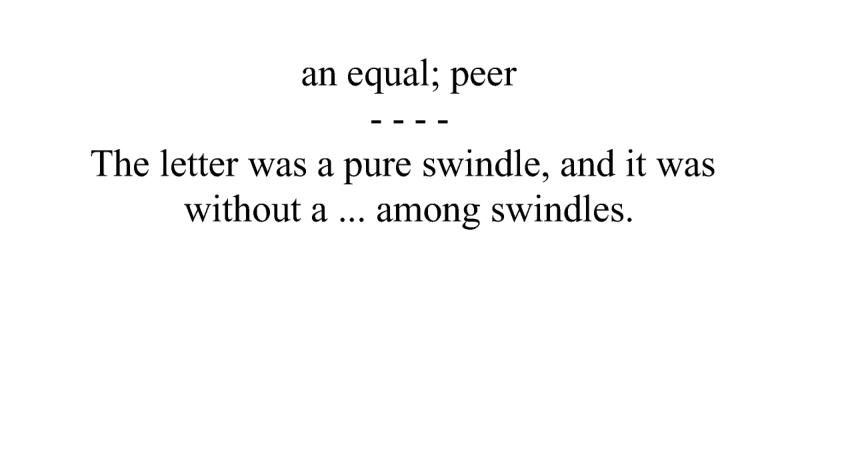 an equal; peer
- - - -
The letter was a pure swindle, and it was
without a ... among swindles.